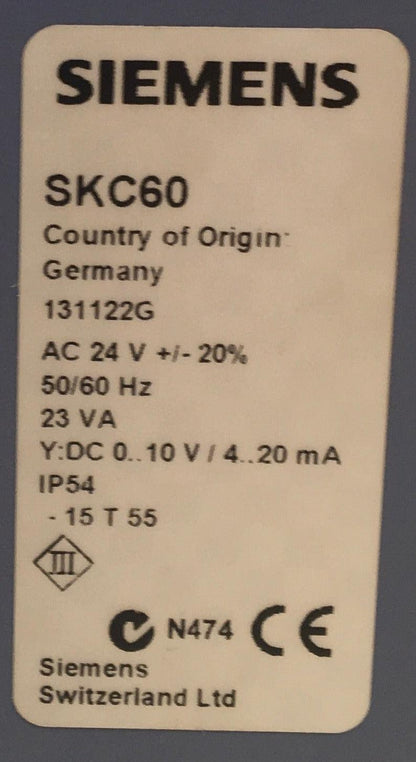 SIEMENS
SKC60
Country of Origin
Germany
131122G
AC 24 V +/- 20%
50/60 Hz
23 VA
Y:DC 0..10 V / 4..20 mA
IP54
- 15 T 55
III
N474 CE
Siemens
Switzerland Ltd